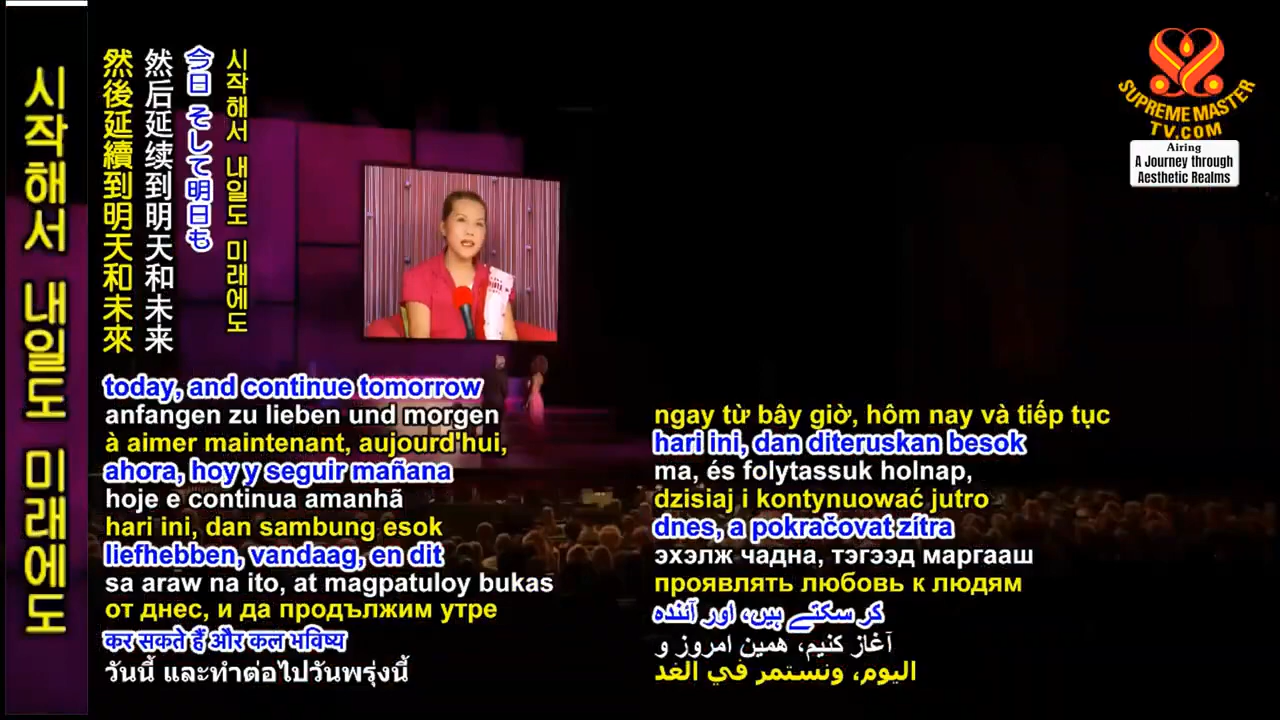 시작해서 내일도 미래에도
然後延續到明天和未來
然后延续到明天和未来
今日 そして明日も
시작해서 내일도 미래에도
SUPREME MASTER
TV.COM
Airing
A Journey through
Aesthetic Realms
today, and continue tomorrow
anfangen zu lieben und morgen
à aimer maintenant, aujourd'hui,
ahora, hoy y seguir mañana
hoje e continua amanhã
hari ini, dan sambung esok
liefhebben, vandaag, en dit
sa araw na ito, at magpatuloy bukas
от днес, и да продължим утре
कर सकते हैं और कल भविष्य
วันนี้ และทำต่อไปวันพรุ่งนี้
ngay từ bây giờ, hôm nay và tiếp tục
hari ini, dan diteruskan besok
ma, és folytassuk holnap,
dzisiaj i kontynuować jutro
dnes, a pokračovat zítra
эхэлж чадна, тэгээд маргааш
проявлять любовь к людям
کر سکتے ہیں، اور آئندہ
آغاز کنیم، همین امروز و
اليوم، ونستمر في الغد